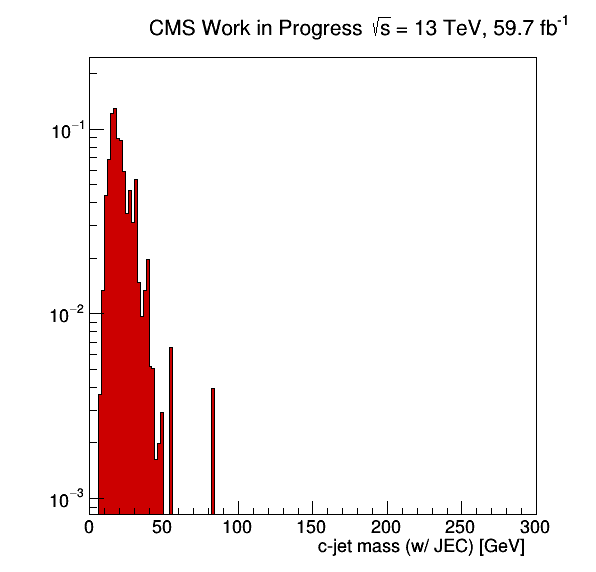 CMS Work in Progress √s = 13 TeV, 59.7 fb⁻¹
10⁻¹
10⁻²
10⁻³
0 50 100 150 200 250 300
c-jet mass (w/ JEC) [GeV]